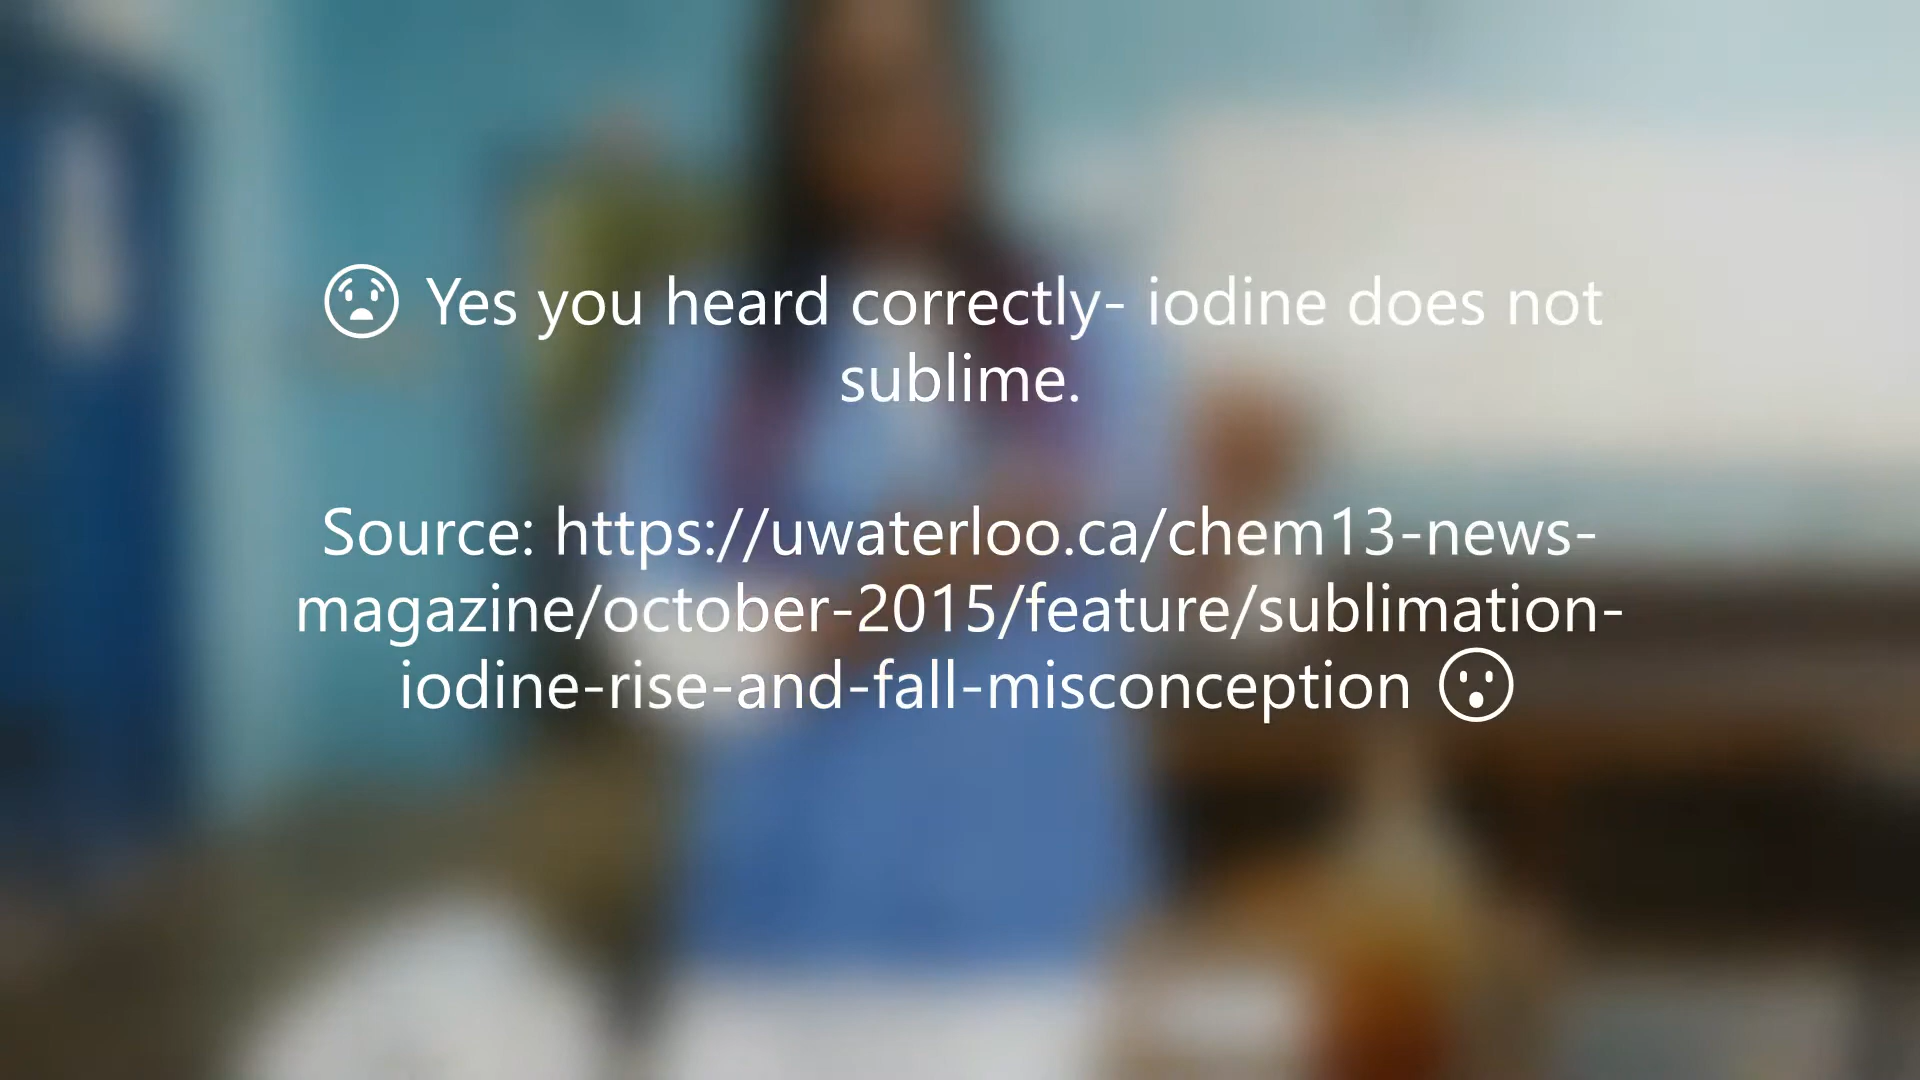 😧 Yes you heard correctly- iodine does not
sublime.
Source: https://uwaterloo.ca/chem13-news-
magazine/october-2015/feature/sublimation-
iodine-rise-and-fall-misconception 😮